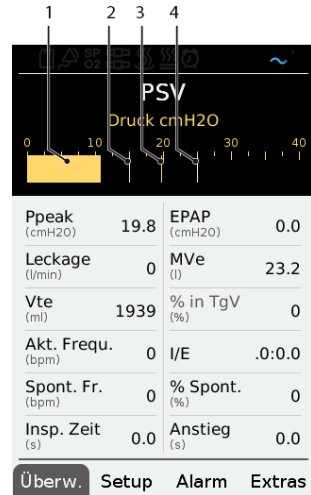 1 2 3 4
SP
O2
PSV
Druck cmH2O
0 10 20 30 40
Ppeak 19.8 EPAP 0.0
(cmH2O) (cmH2O)
Leckage 0 MVe 23.2
(l/min) (l)
Vte 1939 % in TgV 0
(ml) (%)
Akt. Frequ. 0 I/E .0:0.0
(bpm)
Spont. Fr. 0 % Spont. 0
(bpm) (%)
Insp. Zeit 0.0 Anstieg 0.0
(s) (s)
Überw. Setup Alarm Extras